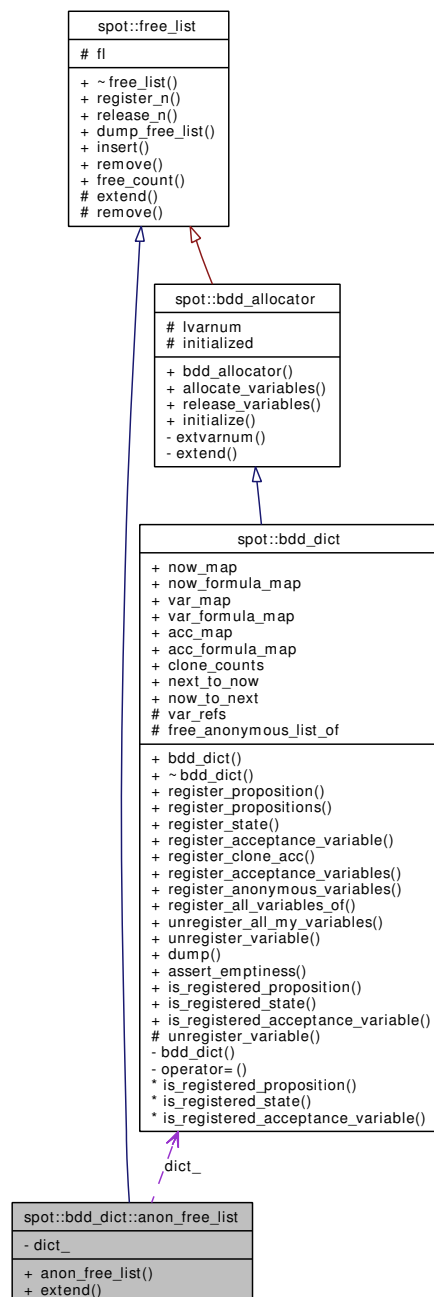 spot::free_list
# fl
+ ~free_list()
+ register_n()
+ release_n()
+ dump_free_list()
+ insert()
+ remove()
+ free_count()
# extend()
# remove()
spot::bdd_allocator
# lvarnum
# initialized
+ bdd_allocator()
+ allocate_variables()
+ release_variables()
+ initialize()
- extvarnum()
- extend()
spot::bdd_dict
+ now_map
+ now_formula_map
+ var_map
+ var_formula_map
+ acc_map
+ acc_formula_map
+ clone_counts
+ next_to_now
+ now_to_next
# var_refs
# free_anonymous_list_of
+ bdd_dict()
+ ~bdd_dict()
+ register_proposition()
+ register_propositions()
+ register_state()
+ register_acceptance_variable()
+ register_clone_acc()
+ register_acceptance_variables()
+ register_anonymous_variables()
+ register_all_variables_of()
+ unregister_all_my_variables()
+ unregister_variable()
+ dump()
+ assert_emptiness()
+ is_registered_proposition()
+ is_registered_state()
+ is_registered_acceptance_variable()
# unregister_variable()
- bdd_dict()
- operator=()
* is_registered_proposition()
* is_registered_state()
* is_registered_acceptance_variable()
dict_
spot::bdd_dict::anon_free_list
- dict_
+ anon_free_list()
+ extend()